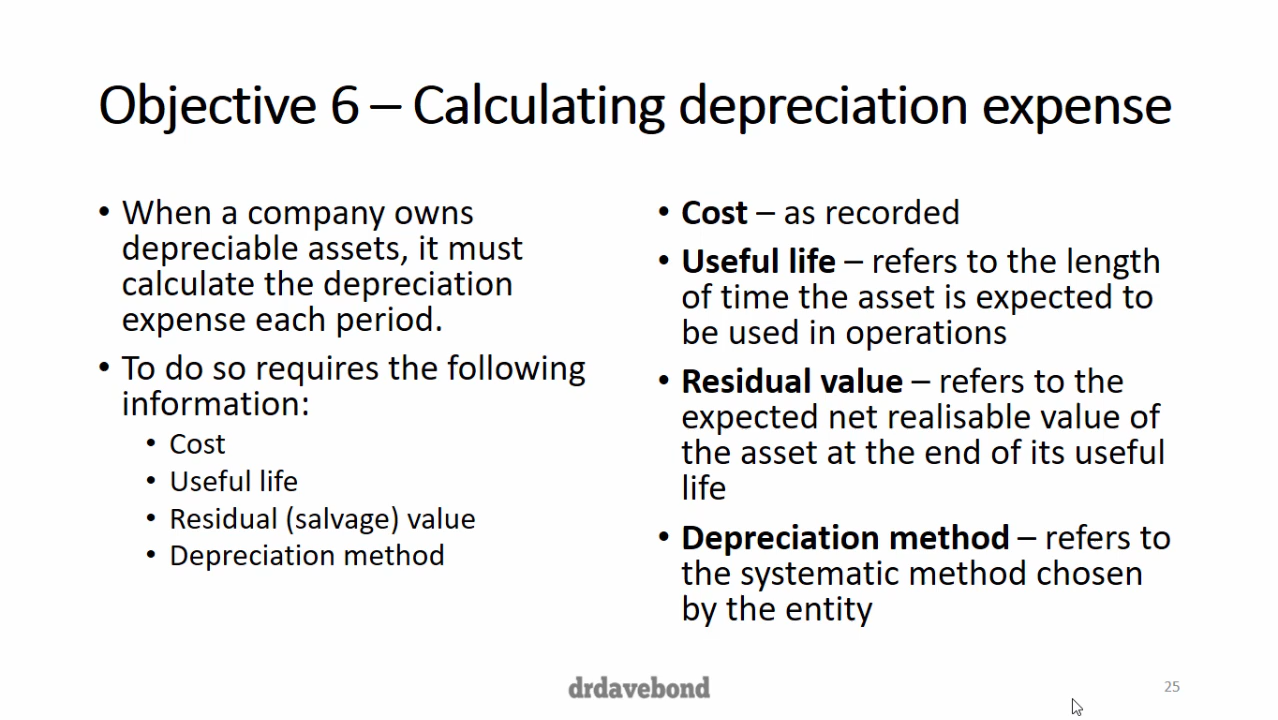 Objective 6 – Calculating depreciation expense
• When a company owns
depreciable assets, it must
calculate the depreciation
expense each period.
• To do so requires the following
information:
• Cost
• Useful life
• Residual (salvage) value
• Depreciation method
• Cost – as recorded
• Useful life – refers to the length
of time the asset is expected to
be used in operations
• Residual value – refers to the
expected net realisable value of
the asset at the end of its useful
life
• Depreciation method – refers to
the systematic method chosen
by the entity
drdavebond
25